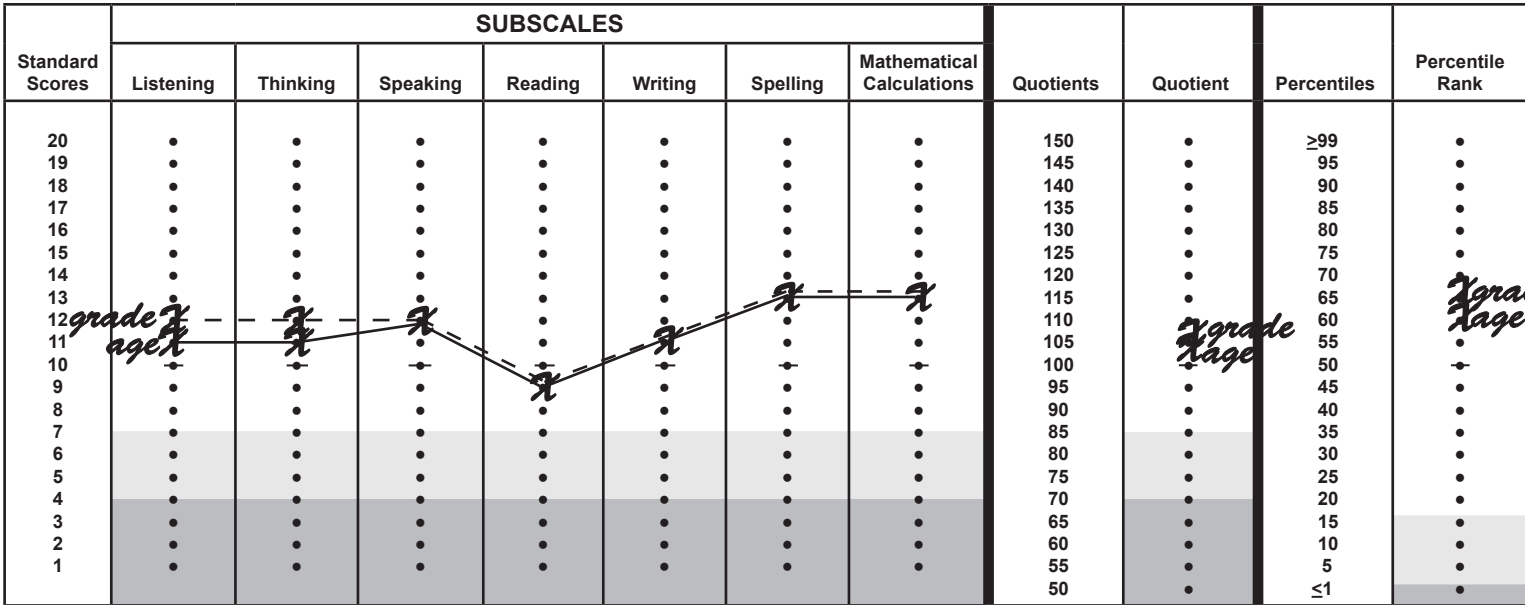 SUBSCALES
Standard Scores Listening Thinking Speaking Reading Writing Spelling Mathematical Calculations Quotients Quotient Percentiles Percentile Rank
20 150 ≥99
19 145 95
18 140 90
17 135 85
16 130 80
15 125 75
14 120 70
13 X X 115 65 X grad
12 grade X X X 110 60 X age
11 age X X X 105 X grade 55
10 100 X age 50
9 X 95 45
8 90 40
7 85 35
6 80 30
5 75 25
4 70 20
3 65 15
2 60 10
1 55 5
50 ≤1